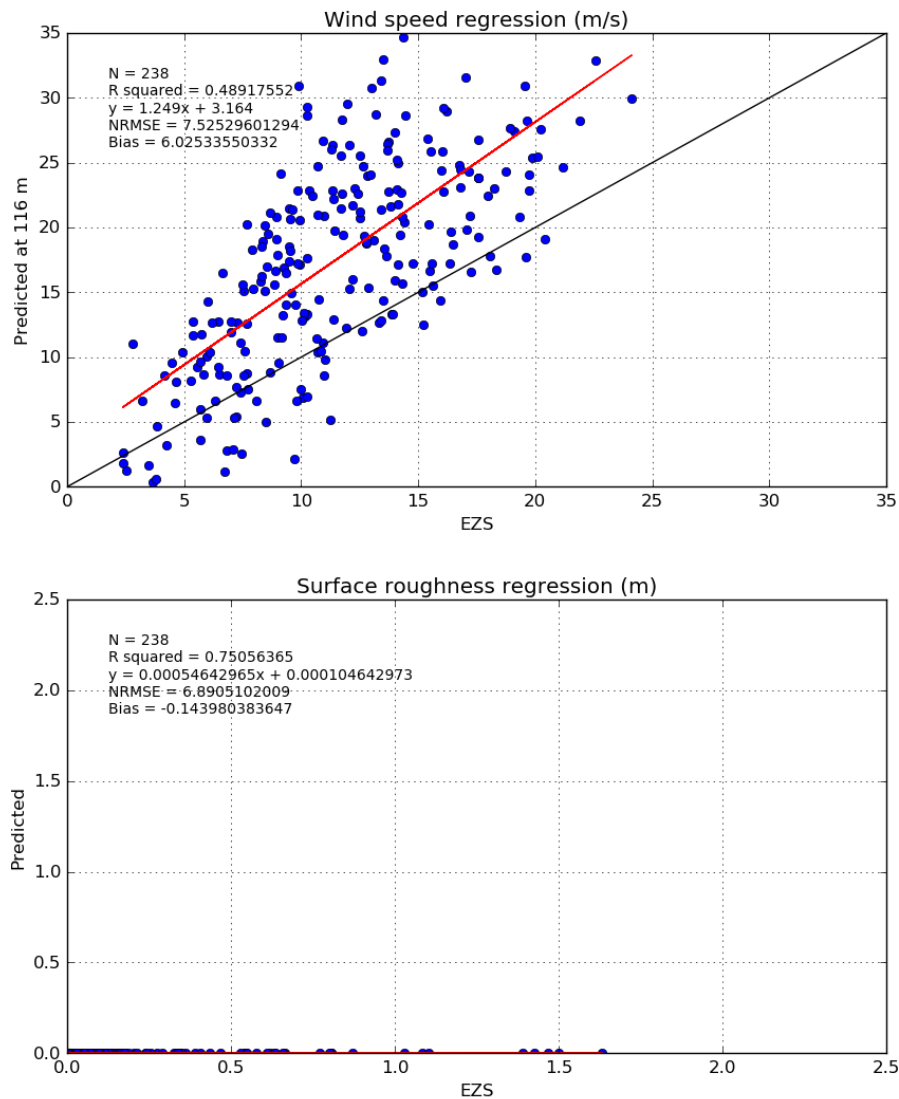 Wind speed regression (m/s)
35
30
25
20
15
10
5
0
Predicted at 116 m
N = 238
R squared = 0.48917552
y = 1.249x + 3.164
NRMSE = 7.52529601294
Bias = 6.02533550332
0 5 10 15 20 25 30 35
EZS
Surface roughness regression (m)
2.5
2.0
1.5
1.0
0.5
0.0
Predicted
N = 238
R squared = 0.75056365
y = 0.00054642965x + 0.000104642973
NRMSE = 6.8905102009
Bias = -0.143980383647
0.0 0.5 1.0 1.5 2.0 2.5
EZS